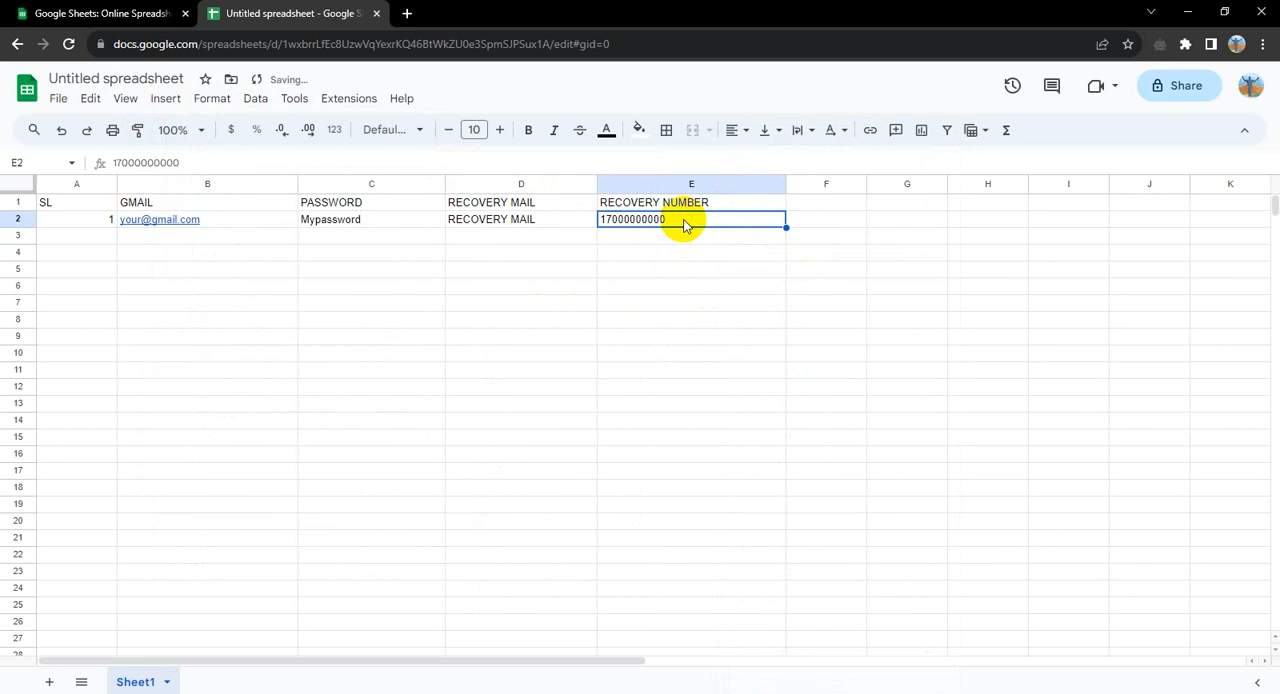 Google Sheets: Online Spreadsh
Untitled spreadsheet - Google S
docs.google.com/spreadsheets/d/1wxbrrLfEc8UzwVqYexrKQ46BtWkZU0e3SpmSJPSux1A/edit#gid=0
Untitled spreadsheet
Saving...
File Edit View Insert Format Data Tools Extensions Help
Share
100% $ % .0 .00 123 Defaul... - 10 + B I A Σ
E2 fx 17000000000
A B C D E F G H I J K
1 SL GMAIL PASSWORD RECOVERY MAIL RECOVERY NUMBER
2 1 your@gmail.com Mypassword RECOVERY MAIL 17000000000
3
4
5
6
7
8
9
10
11
12
13
14
15
16
17
18
19
20
21
22
23
24
25
26
27
28
Sheet1